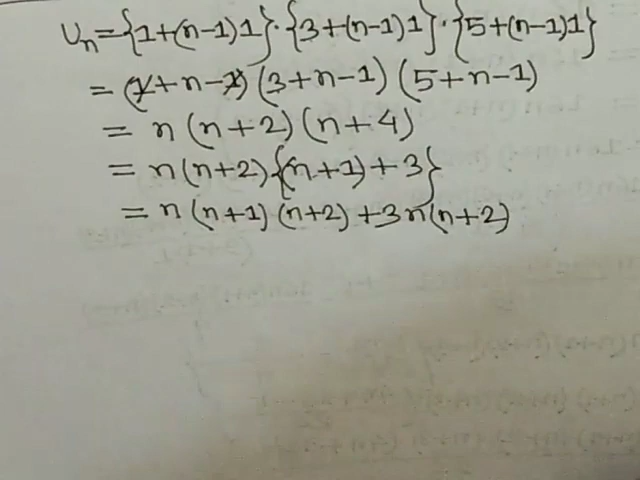 Un = {1+(n-1)1}·{3+(n-1)1}·{5+(n-1)1}
= (1+n-1)(3+n-1)(5+n-1)
= n(n+2)(n+4)
= n(n+2){(n+1)+3}
= n(n+1)(n+2)+3n(n+2)